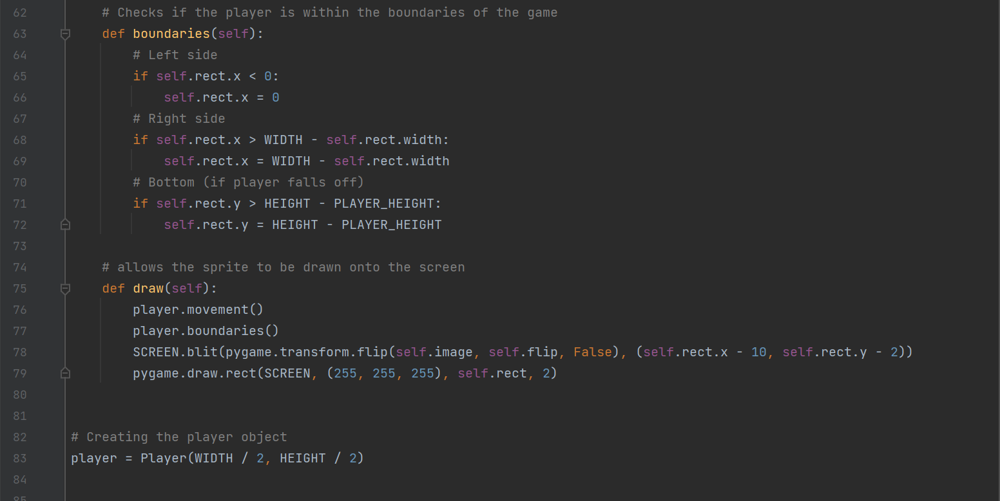 62 # Checks if the player is within the boundaries of the game
63 def boundaries(self):
64 # Left side
65 if self.rect.x < 0:
66 self.rect.x = 0
67 # Right side
68 if self.rect.x > WIDTH - self.rect.width:
69 self.rect.x = WIDTH - self.rect.width
70 # Bottom (if player falls off)
71 if self.rect.y > HEIGHT - PLAYER_HEIGHT:
72 self.rect.y = HEIGHT - PLAYER_HEIGHT
73
74 # allows the sprite to be drawn onto the screen
75 def draw(self):
76 player.movement()
77 player.boundaries()
78 SCREEN.blit(pygame.transform.flip(self.image, self.flip, False), (self.rect.x - 10, self.rect.y - 2))
79 pygame.draw.rect(SCREEN, (255, 255, 255), self.rect, 2)
80
81
82 # Creating the player object
83 player = Player(WIDTH / 2, HEIGHT / 2)
84
85